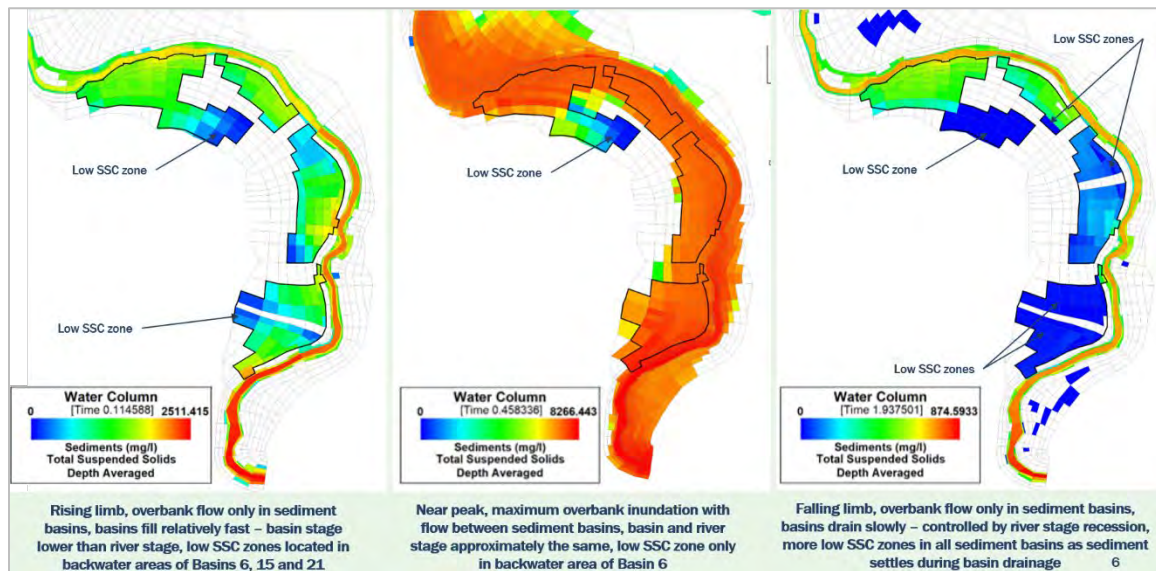 Low SSC zone
Low SSC zone
Water Column
0 [Time 0.114588] 2511.415
Sediments (mg/l)
Total Suspended Solids
Depth Averaged
Rising limb, overbank flow only in sediment
basins, basins fill relatively fast – basin stage
lower than river stage, low SSC zones located in
backwater areas of Basins 6, 15 and 21
Low SSC zone
Water Column
0 [Time 0.458336] 8266.443
Sediments (mg/l)
Total Suspended Solids
Depth Averaged
Near peak, maximum overbank inundation with
flow between sediment basins, basin and river
stage approximately the same, low SSC zone only
in backwater area of Basin 6
Low SSC zones
Low SSC zone
Low SSC zones
Water Column
0 [Time 1.937501] 874.5933
Sediments (mg/l)
Total Suspended Solids
Depth Averaged
Falling limb, overbank flow only in sediment basins,
basins drain slowly – controlled by river stage recession,
more low SSC zones in all sediment basins as sediment
settles during basin drainage
6